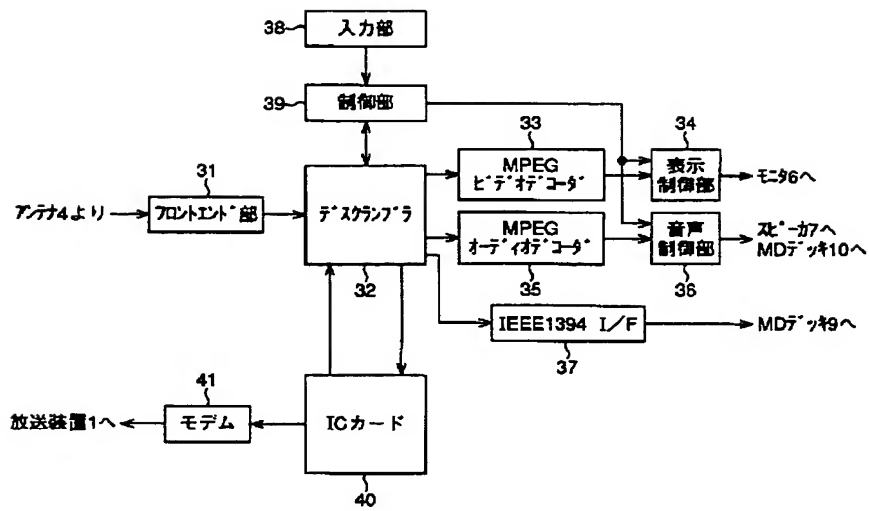 38
入力部
39
制御部
33
34
MPEG
ビデオデコーダ
表示
制御部
モニタ6へ
31
アンテナ4より
フロントエンド部
デスクランブラ
32
MPEG
オーディオデコーダ
35
音声
制御部
36
スピーカ7へ
MDデッキ10へ
IEEE1394 I/F
37
MDデッキ9へ
41
放送装置1へ
モデム
ICカード
40